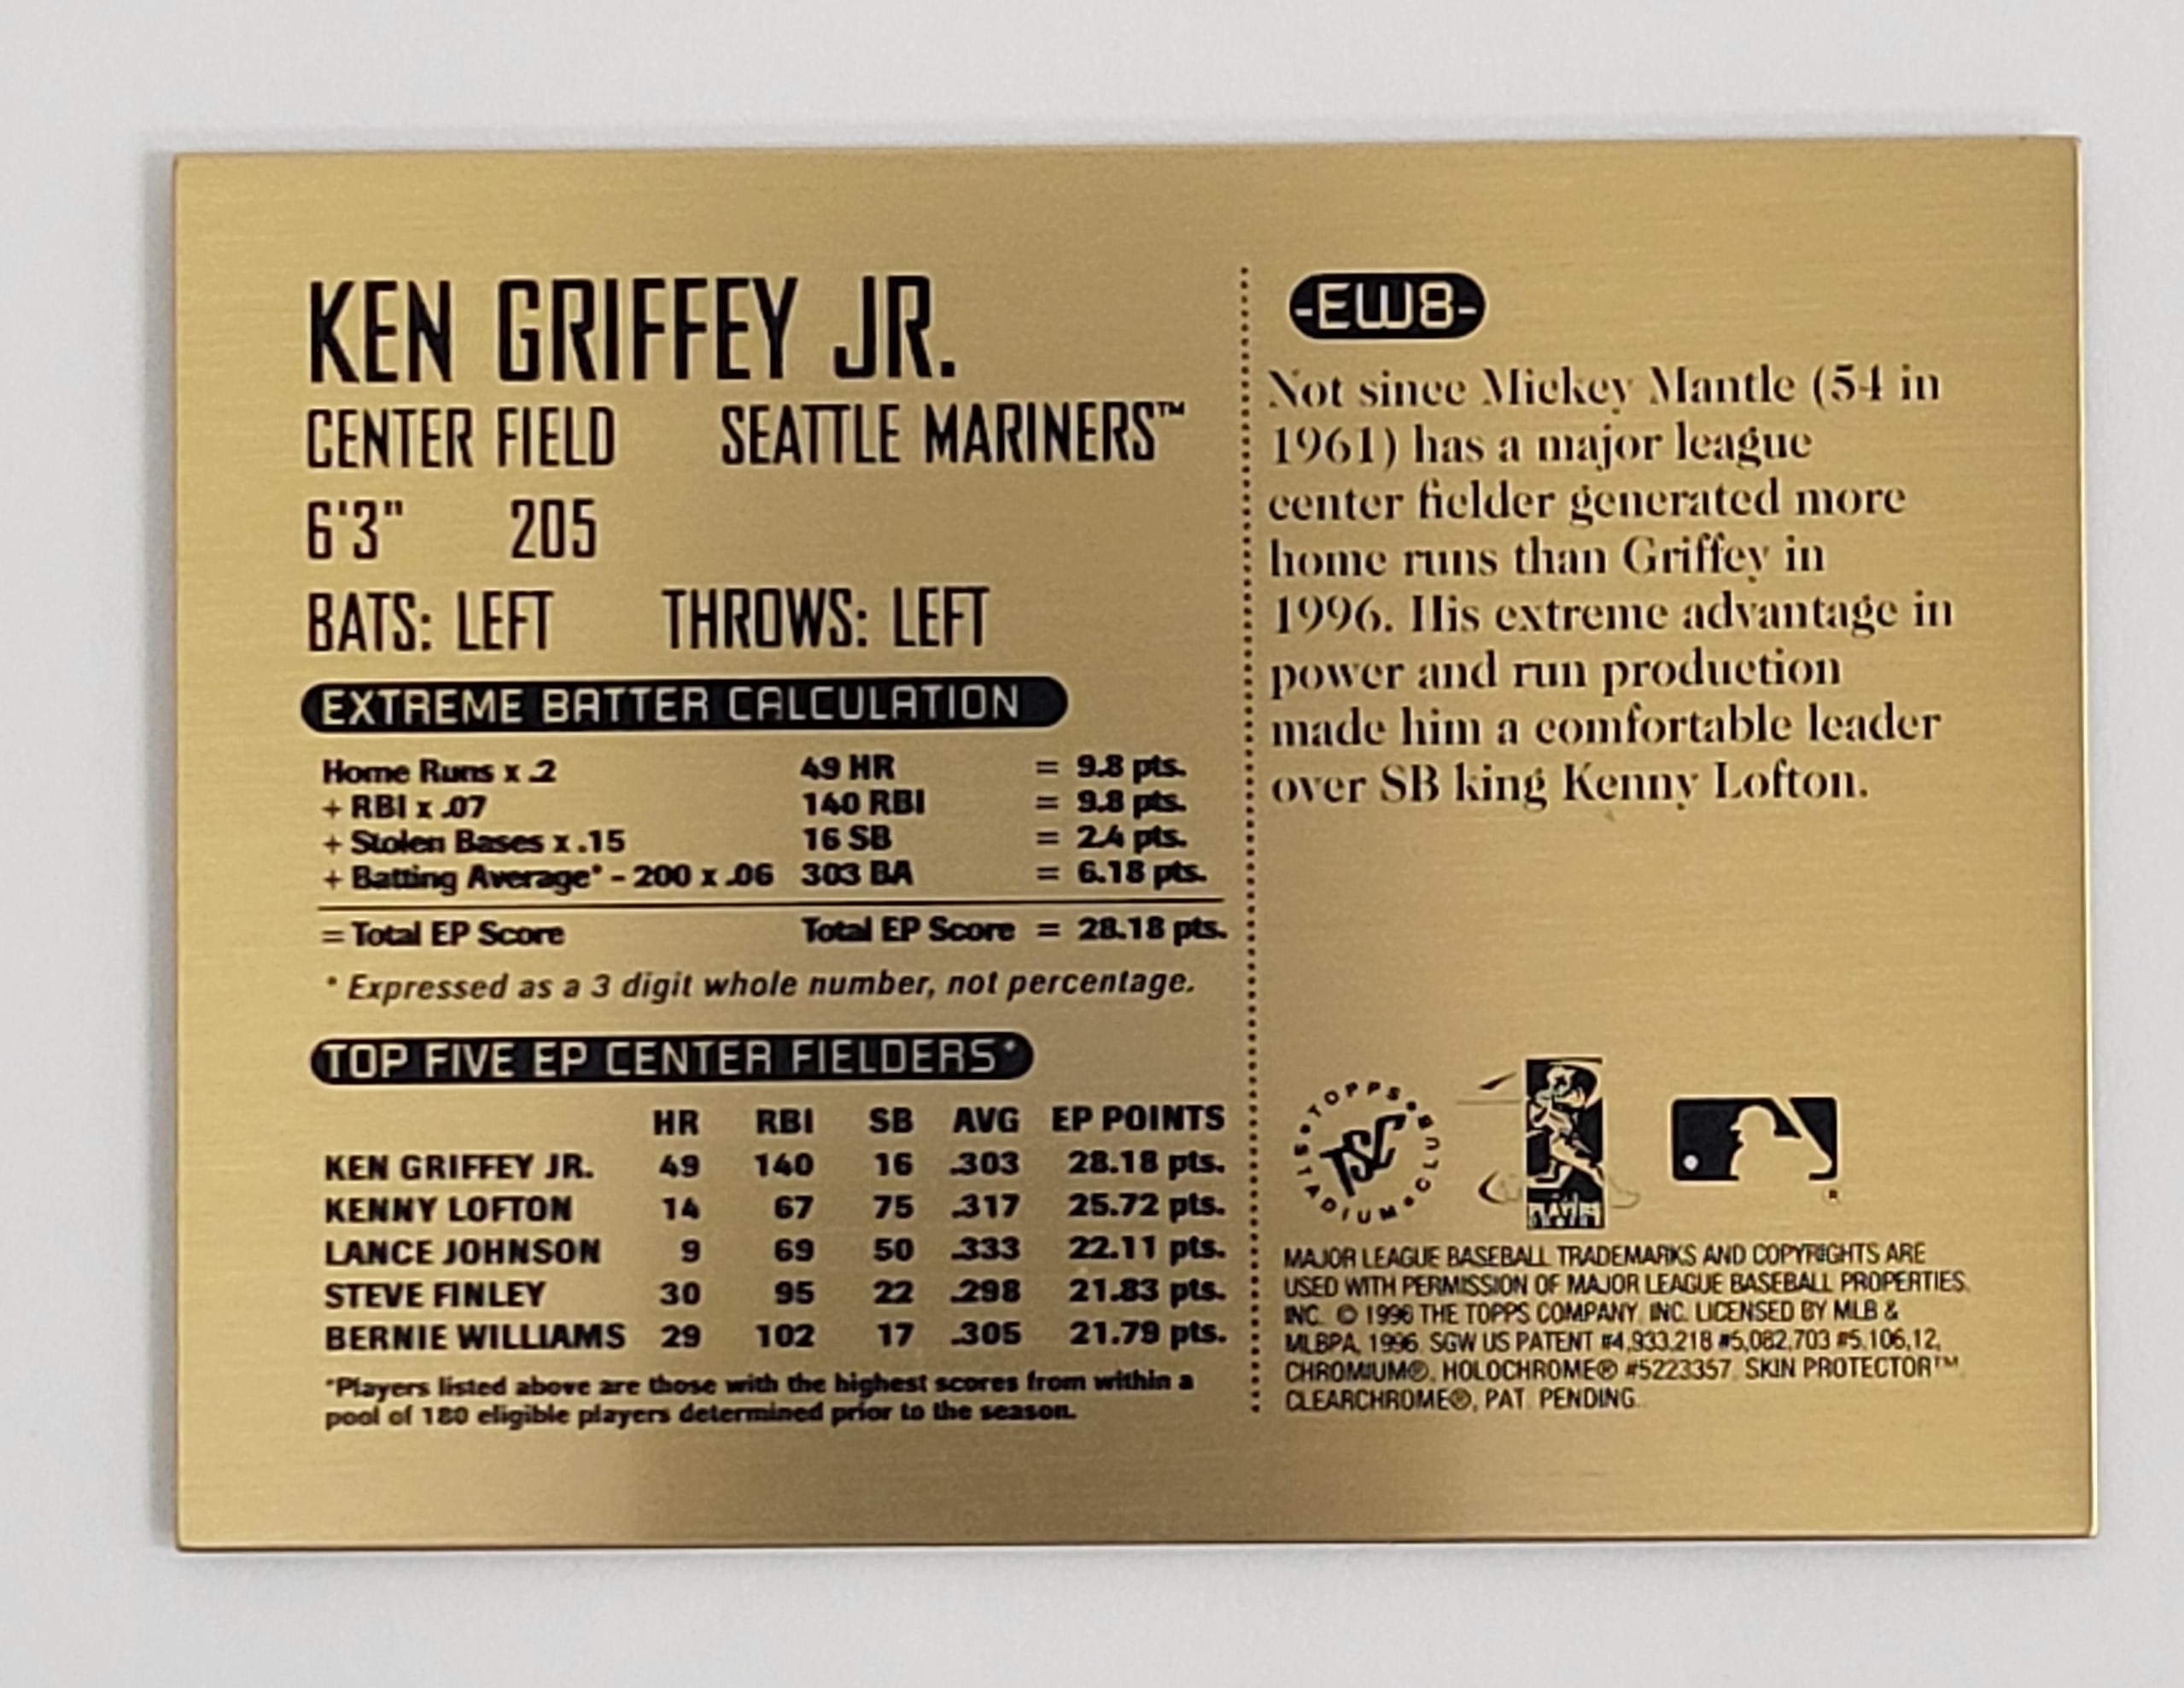 KEN GRIFFEY JR.
CENTER FIELD SEATTLE MARINERS™
6'3" 205
BATS: LEFT THROWS: LEFT
EXTREME BATTER CALCULATION
Home Runs x .2 49 HR = 9.8 pts.
+ RBI x .07 140 RBI = 9.8 pts.
+ Stolen Bases x .15 16 SB = 2.4 pts.
+ Batting Average* - 200 x .06 303 BA = 6.18 pts.
= Total EP Score Total EP Score = 28.18 pts.
* Expressed as a 3 digit whole number, not percentage.
TOP FIVE EP CENTER FIELDERS*
HR RBI SB AVG EP POINTS
KEN GRIFFEY JR. 49 140 16 .303 28.18 pts.
KENNY LOFTON 14 67 75 .317 25.72 pts.
LANCE JOHNSON 9 69 50 .333 22.11 pts.
STEVE FINLEY 30 95 22 .298 21.83 pts.
BERNIE WILLIAMS 29 102 17 .305 21.79 pts.
*Players listed above are those with the highest scores from within a
pool of 180 eligible players determined prior to the season.
-EW8-
Not since Mickey Mantle (54 in
1961) has a major league
center fielder generated more
home runs than Griffey in
1996. His extreme advantage in
power and run production
made him a comfortable leader
over SB king Kenny Lofton.
TOPPS STADIUM CLUB
TSC
PLAYERS
®
MAJOR LEAGUE BASEBALL TRADEMARKS AND COPYRIGHTS ARE
USED WITH PERMISSION OF MAJOR LEAGUE BASEBALL PROPERTIES,
INC. © 1996 THE TOPPS COMPANY, INC. LICENSED BY MLB &
MLBPA, 1996. SGW US PATENT #4,933,218 #5,082,703 #5,106,12,
CHROMIUM®, HOLOCHROME® #5223357, SKIN PROTECTOR™,
CLEARCHROME®, PAT. PENDING.